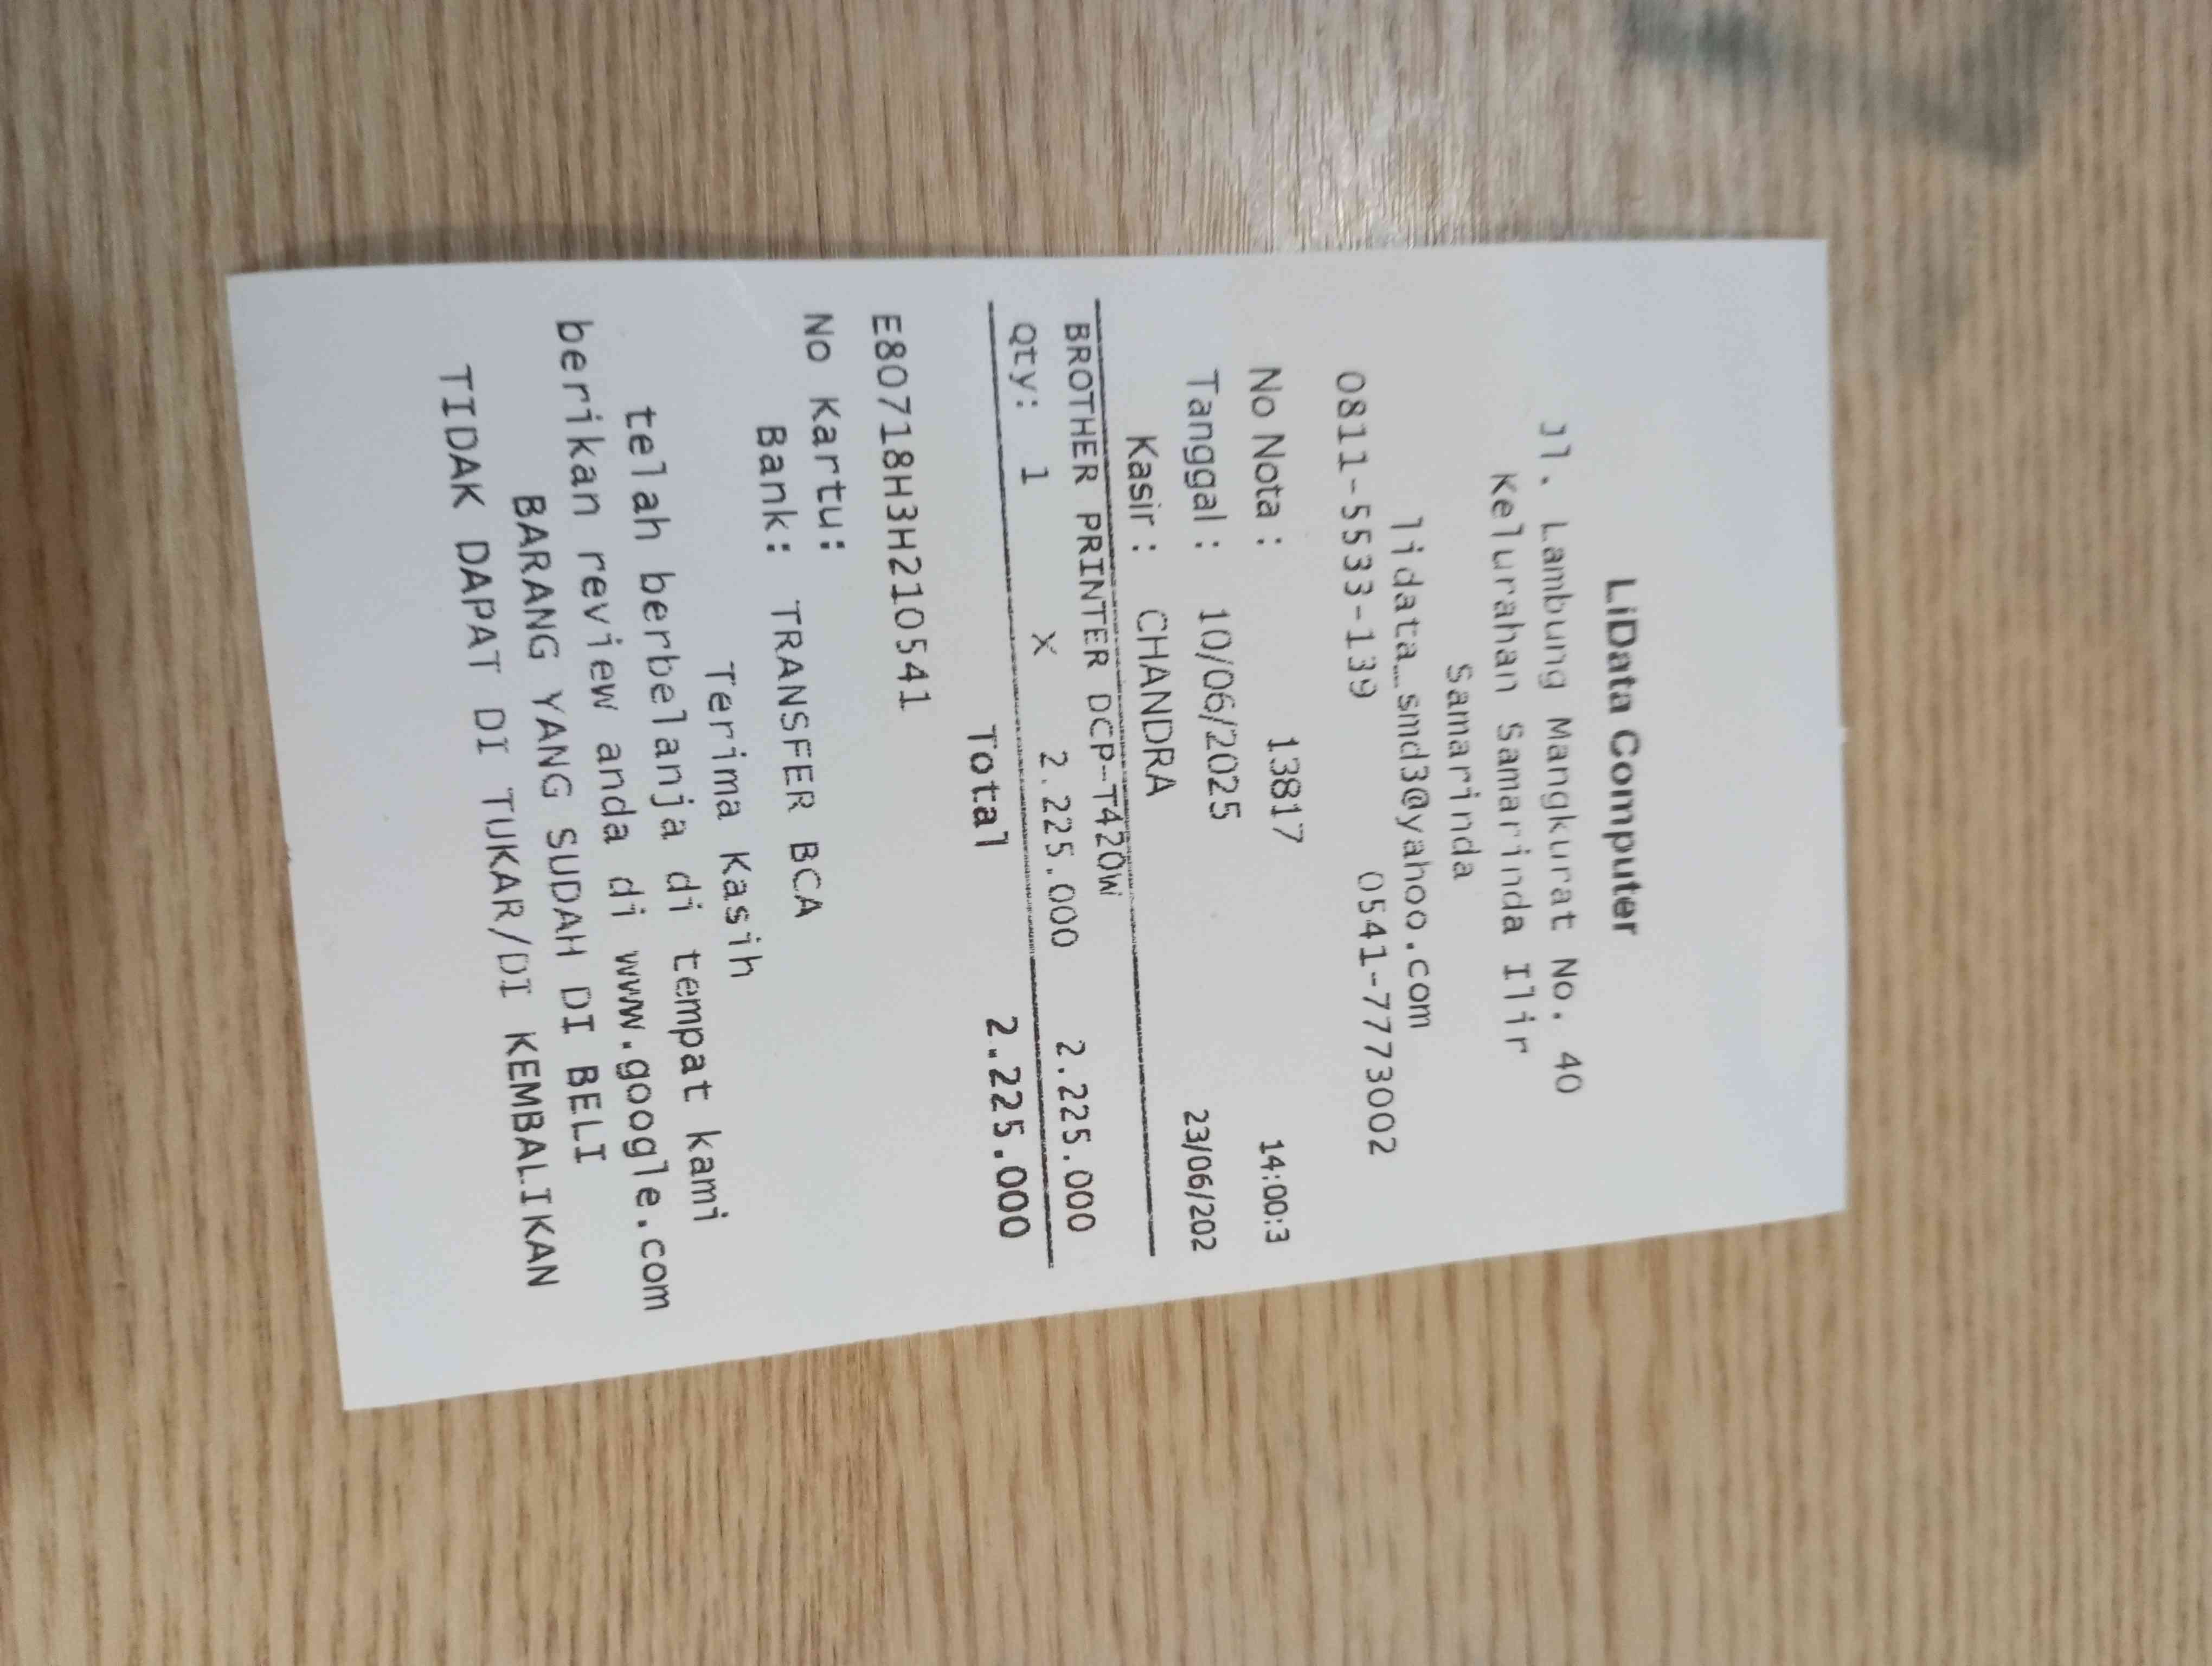 LiData Computer
Jl. Lambung Mangkurat No. 40
Kelurahan Samarinda Ilir
Samarinda
lidata_smd3@yahoo.com
0811-5533-139 0541-7773002
No Nota : 13817 14:00:3
Tanggal : 10/06/2025 23/06/202
Kasir : CHANDRA
BROTHER PRINTER DCP-T420W
Qty: 1 X 2.225.000 2.225.000
Total 2.225.000
E80718H3H210541
No Kartu:
Bank: TRANSFER BCA
Terima Kasih
telah berbelanja di tempat kami
berikan review anda di www.google.com
BARANG YANG SUDAH DI BELI
TIDAK DAPAT DI TUKAR/DI KEMBALIKAN